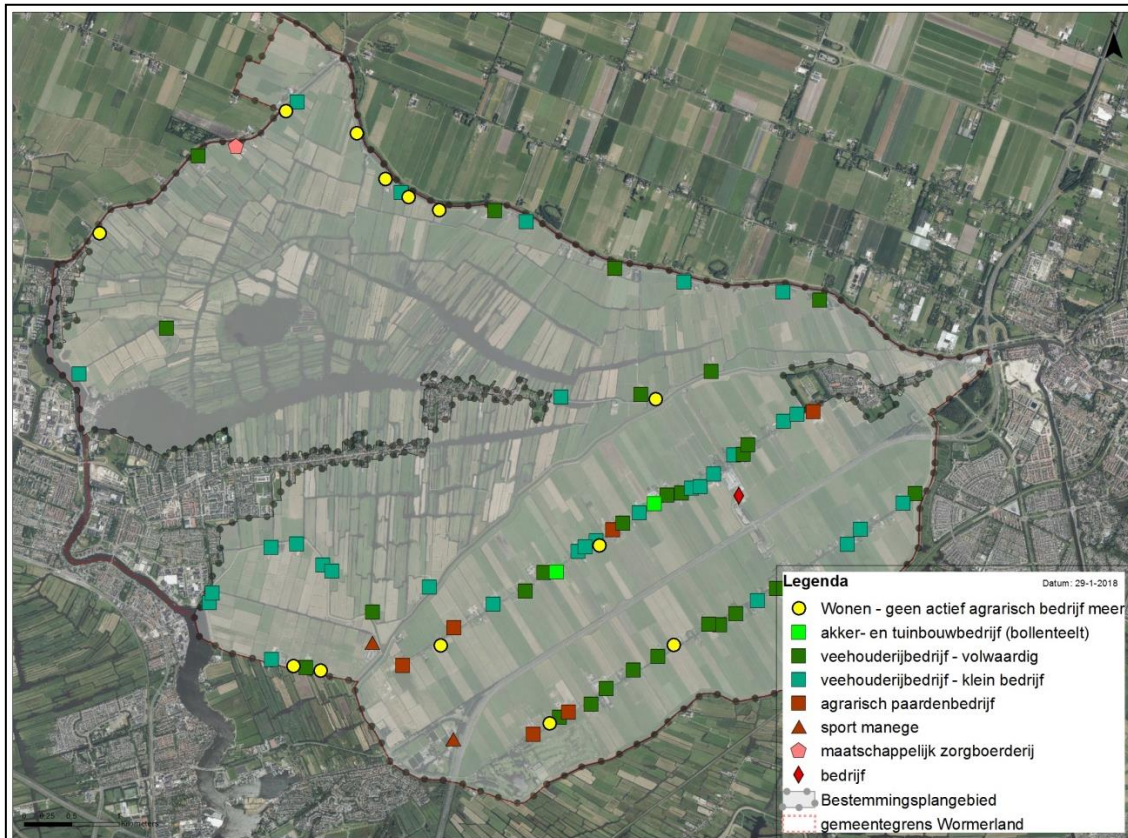 Legenda
Datum: 29-1-2018
Wonen - geen actief agrarisch bedrijf meer
akker- en tuinbouwbedrijf (bollenteelt)
veehouderijbedrijf - volwaardig
veehouderijbedrijf - klein bedrijf
agrarisch paardenbedrijf
sport manege
maatschappelijk zorgboerderij
bedrijf
Bestemmingsplangebied
gemeentegrens Wormerland